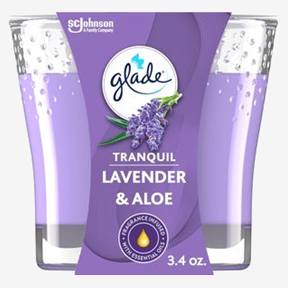 SC Johnson
A Family Company
glade
TRANQUIL
LAVENDER
& ALOE
FRAGRANCE INFUSED
WITH ESSENTIAL OILS
3.4 oz.